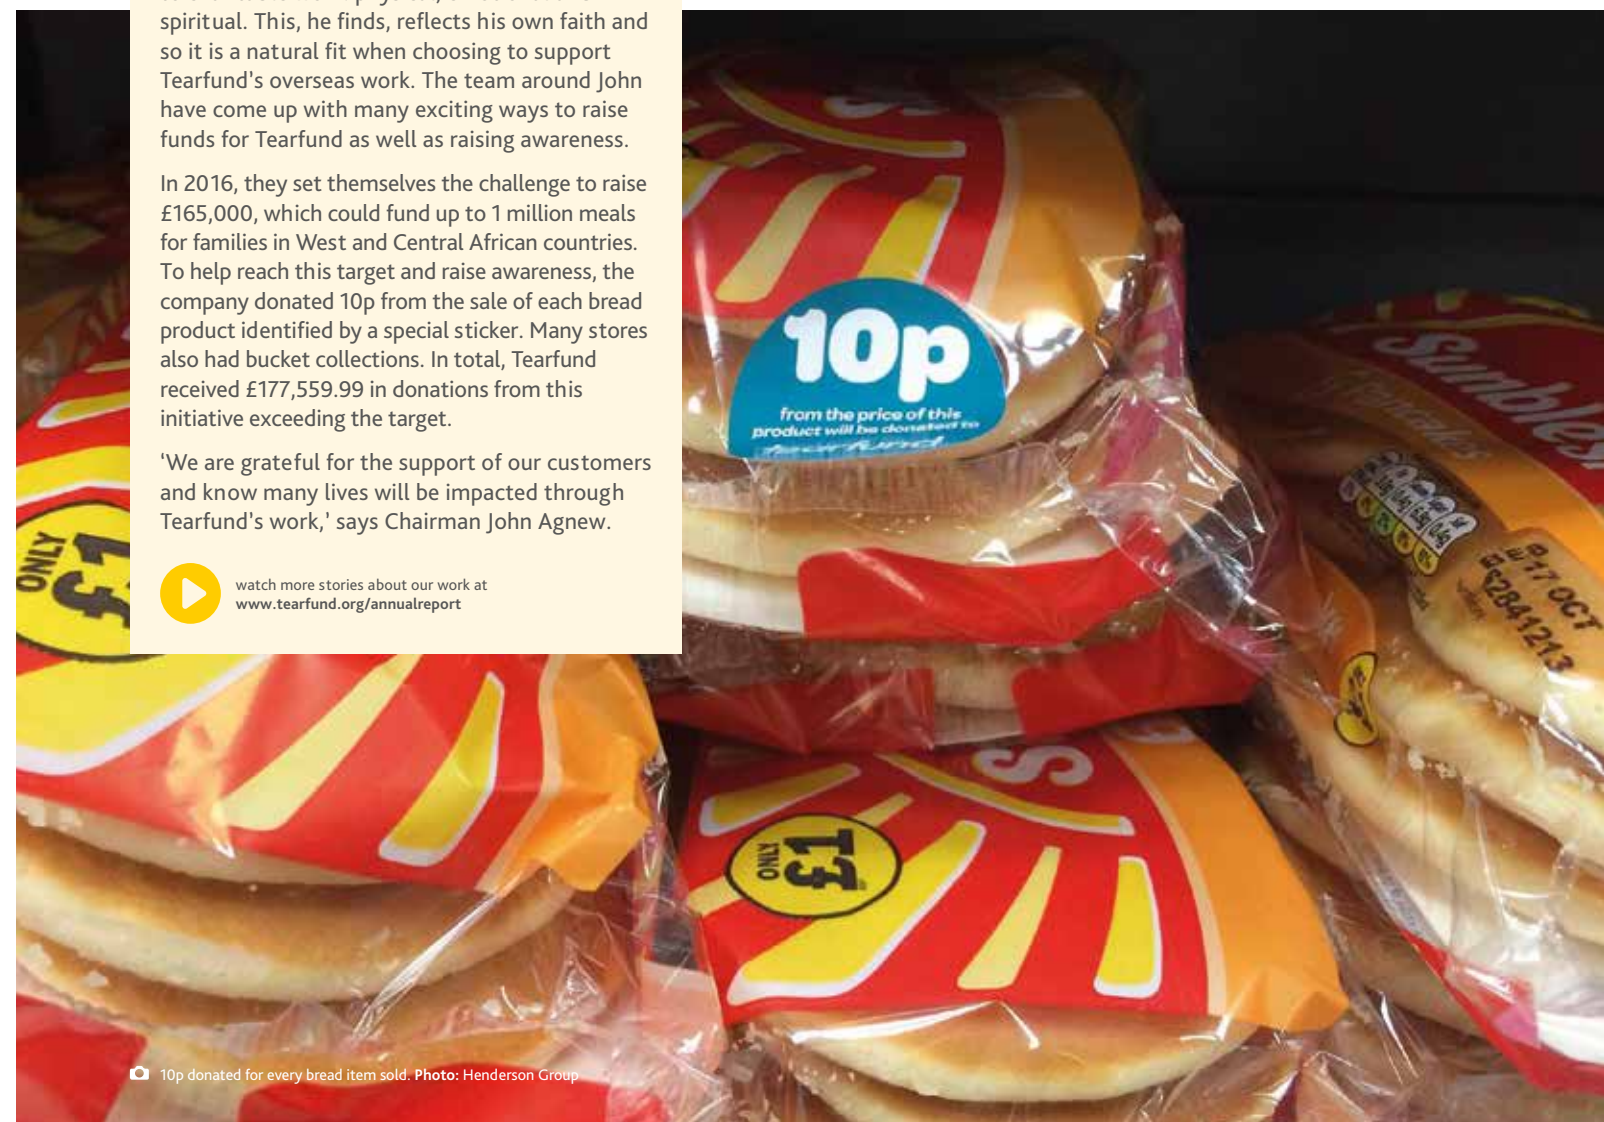 spiritual. This, he finds, reflects his own faith and
so it is a natural fit when choosing to support
Tearfund's overseas work. The team around John
have come up with many exciting ways to raise
funds for Tearfund as well as raising awareness.
In 2016, they set themselves the challenge to raise
£165,000, which could fund up to 1 million meals
for families in West and Central African countries.
To help reach this target and raise awareness, the
company donated 10p from the sale of each bread
product identified by a special sticker. Many stores
also had bucket collections. In total, Tearfund
received £177,559.99 in donations from this
initiative exceeding the target.
‘We are grateful for the support of our customers
and know many lives will be impacted through
Tearfund's work,’ says Chairman John Agnew.
watch more stories about our work at
www.tearfund.org/annualreport
10p
from the price of this
product will be donated to
tearfund
Sumbles
Pancakes
17 OCT
ONLY
£1
S
ONLY
£1
10p donated for every bread item sold. Photo: Henderson Group